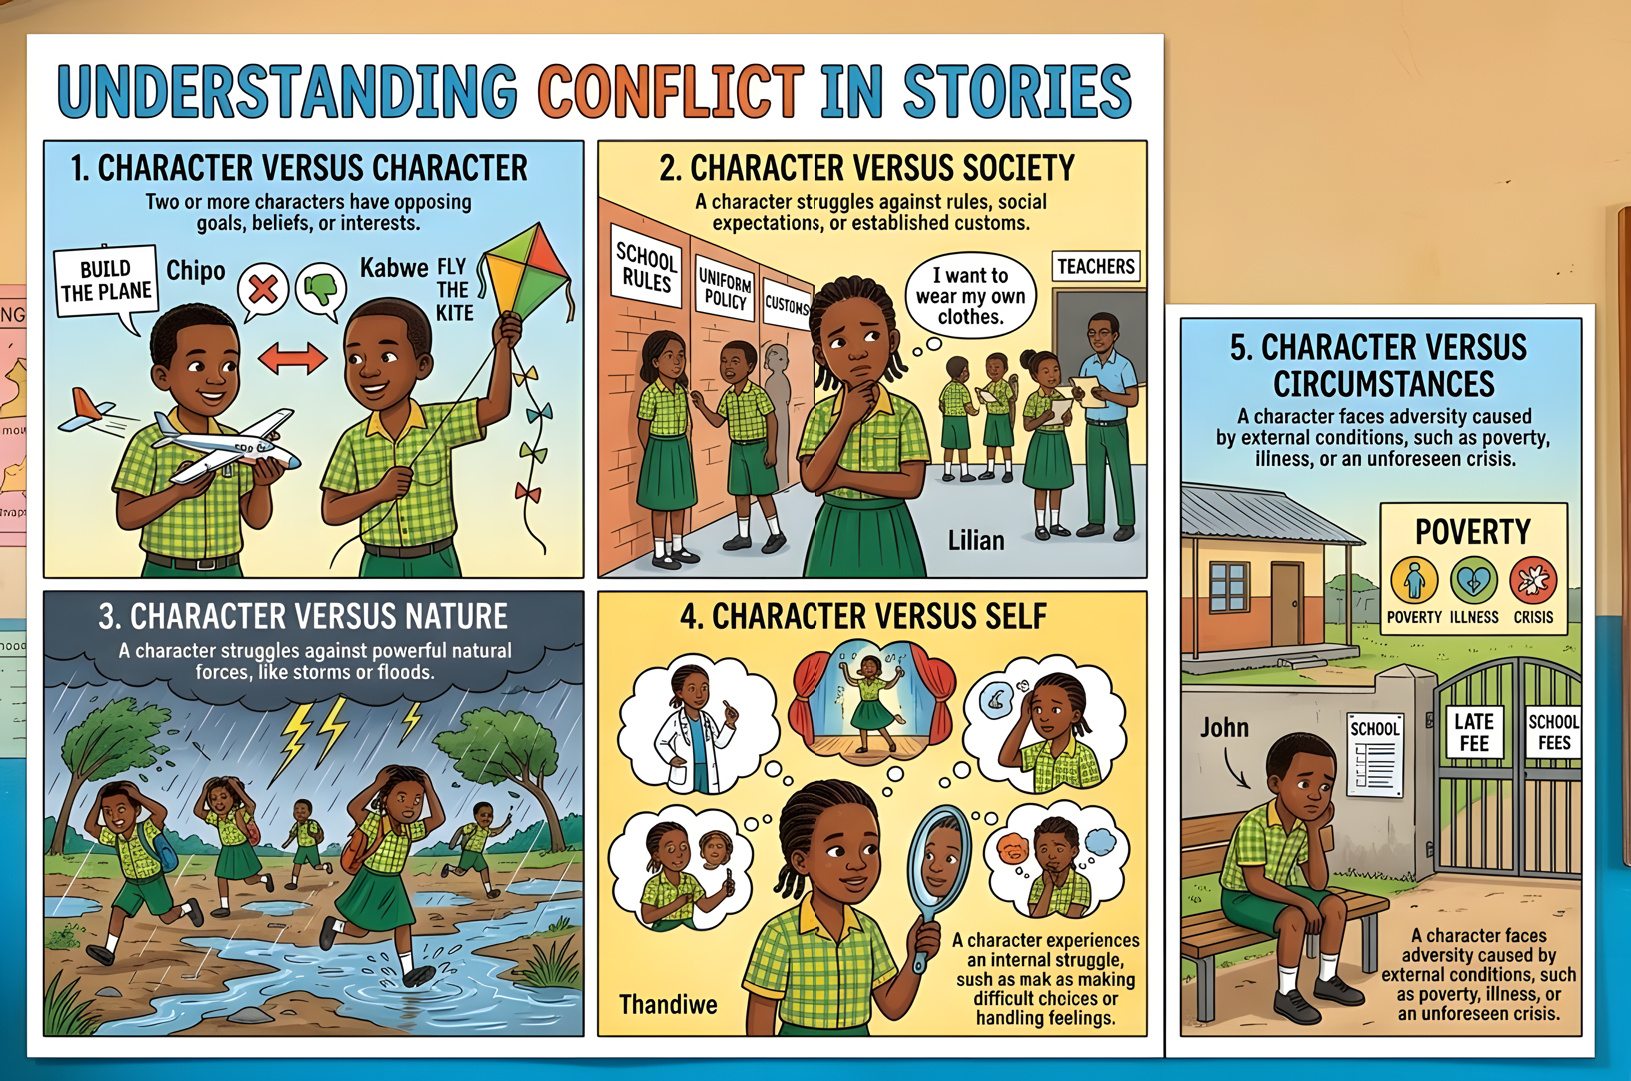 UNDERSTANDING CONFLICT IN STORIES
1. CHARACTER VERSUS CHARACTER
Two or more characters have opposing
goals, beliefs, or interests.
BUILD
THE PLANE
Chipo
Kabwe
FLY
THE
KITE
2. CHARACTER VERSUS SOCIETY
A character struggles against rules, social
expectations, or established customs.
SCHOOL
RULES
UNIFORM
POLICY
CUSTOMS
I want to
wear my own
clothes.
TEACHERS
Lilian
3. CHARACTER VERSUS NATURE
A character struggles against powerful natural
forces, like storms or floods.
4. CHARACTER VERSUS SELF
Thandiwe
A character experiences
an internal struggle,
sush as mak as making
difficult choices or
handling feelings.
5. CHARACTER VERSUS
CIRCUMSTANCES
A character faces adversity caused
by external conditions, such as poverty,
illness, or an unforeseen crisis.
POVERTY
POVERTY ILLNESS CRISIS
John
SCHOOL
LATE
FEE
SCHOOL
FEES
A character faces
adversity caused by
external conditions, such
as poverty, illness, or
an unforeseen crisis.